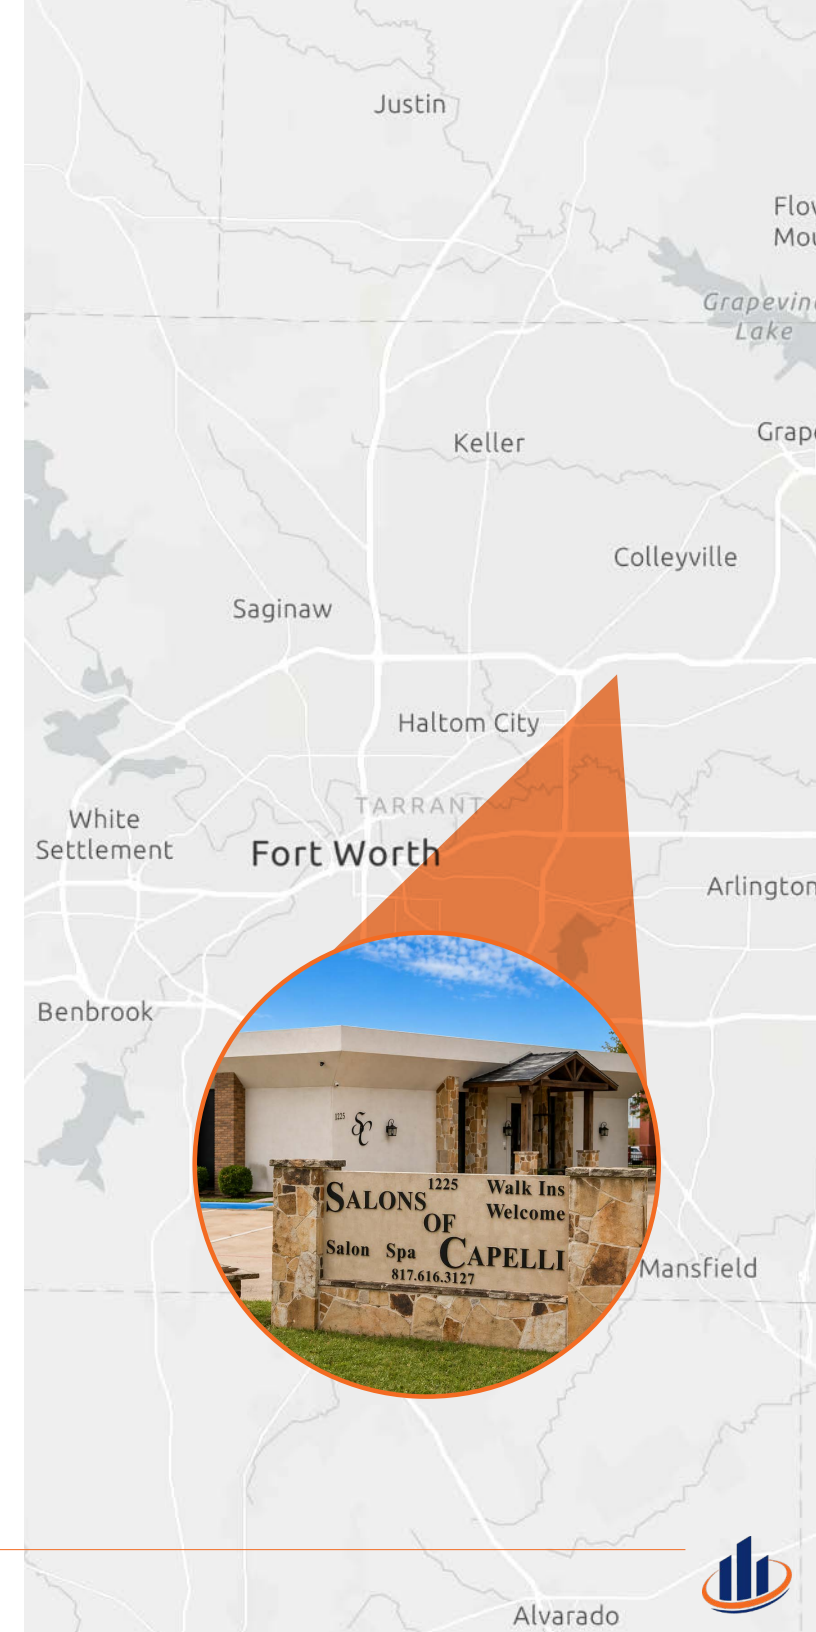 Justin
Flov
Mou
Grapevin
Lake
Keller
Grap
Colleyville
Saginaw
Haltom City
TARRANT
White
Settlement
Fort Worth
Arlington
Benbrook
1225
SC
1225
Walk Ins
SALONS
Welcome
OF
Salon Spa
CAPELLI
817.616.3127
Mansfield
Alvarado